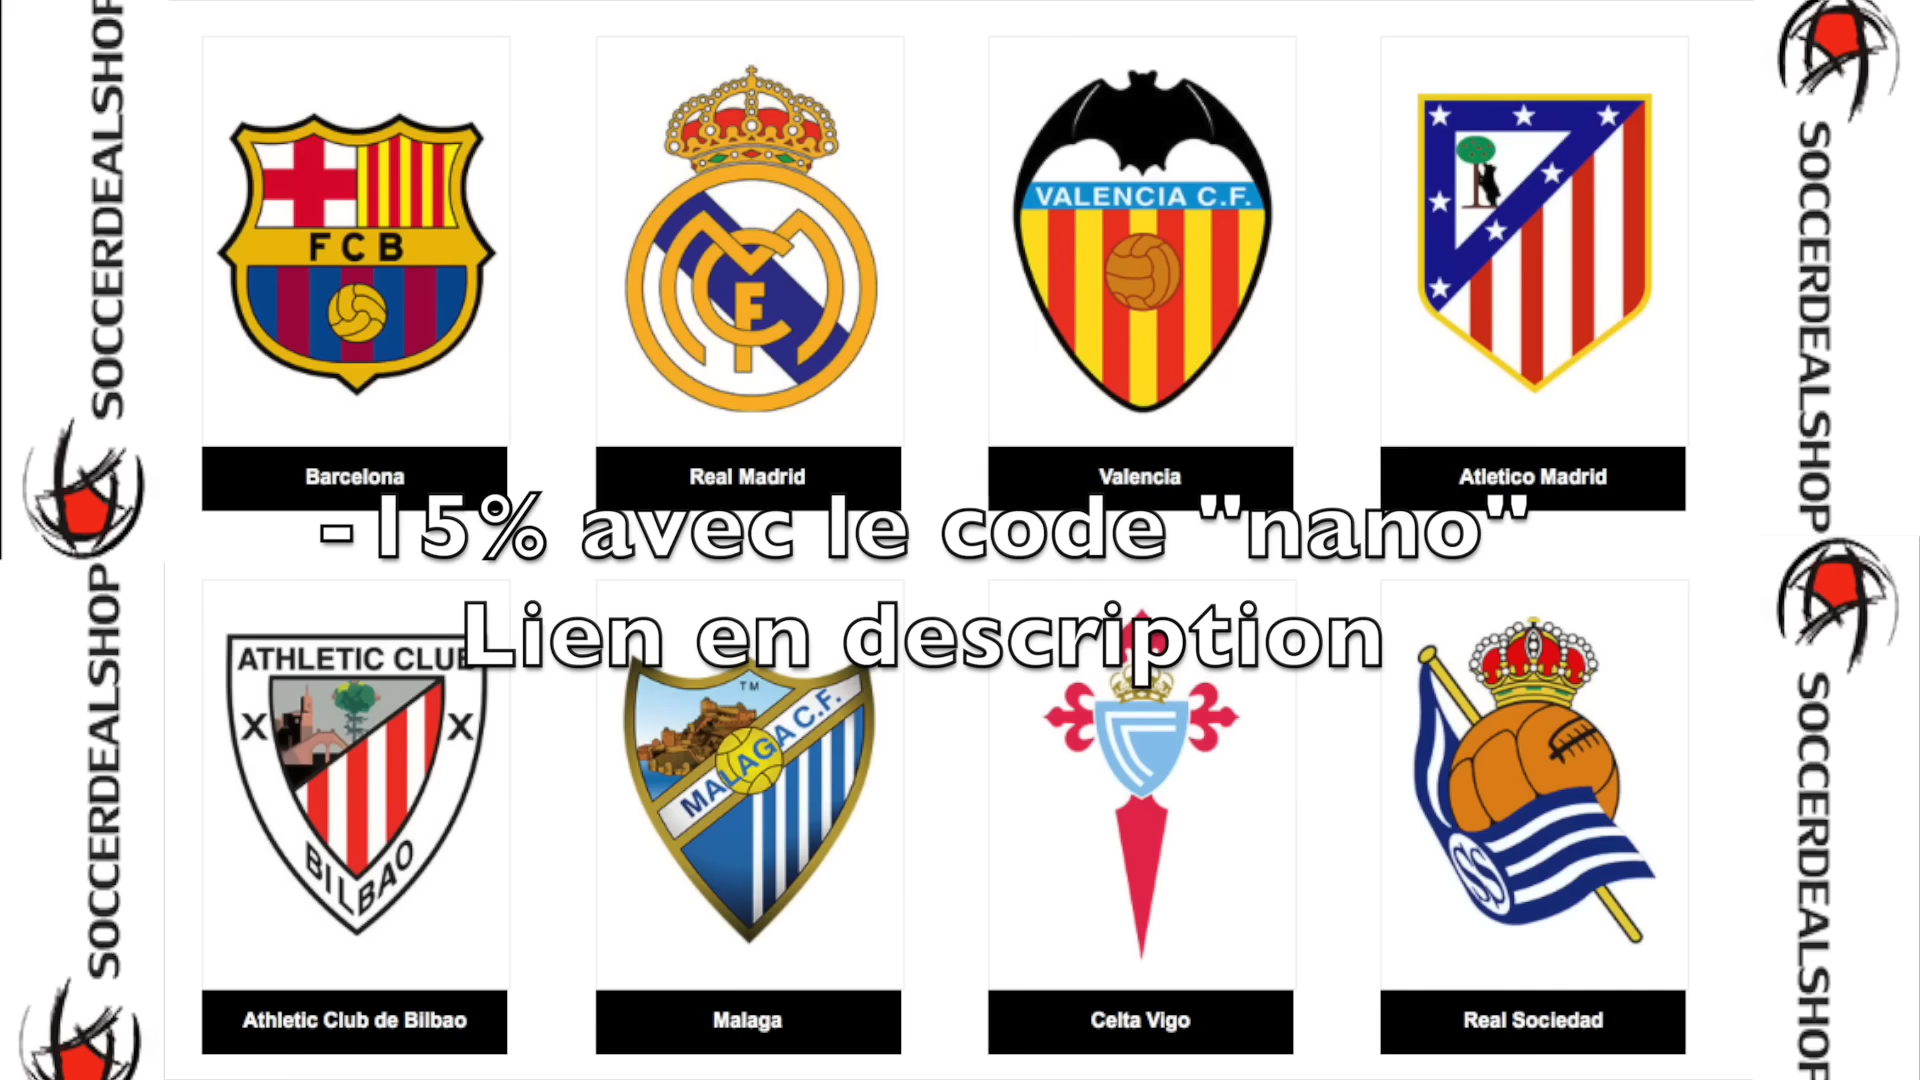 SOCCERDEALSHOP
SOCCERDEALSHOP
FCB
VALENCIA C.F.
Barcelona
Real Madrid
Valencia
Atletico Madrid
-15% avec le code "nano"
Lien en description
SOCCERDEALSHOP
SOCCERDEALSHOP
ATHLETIC CLUB
BILBAO
TM
MALAGA C.F.
Athletic Club de Bilbao
Malaga
Celta Vigo
Real Sociedad